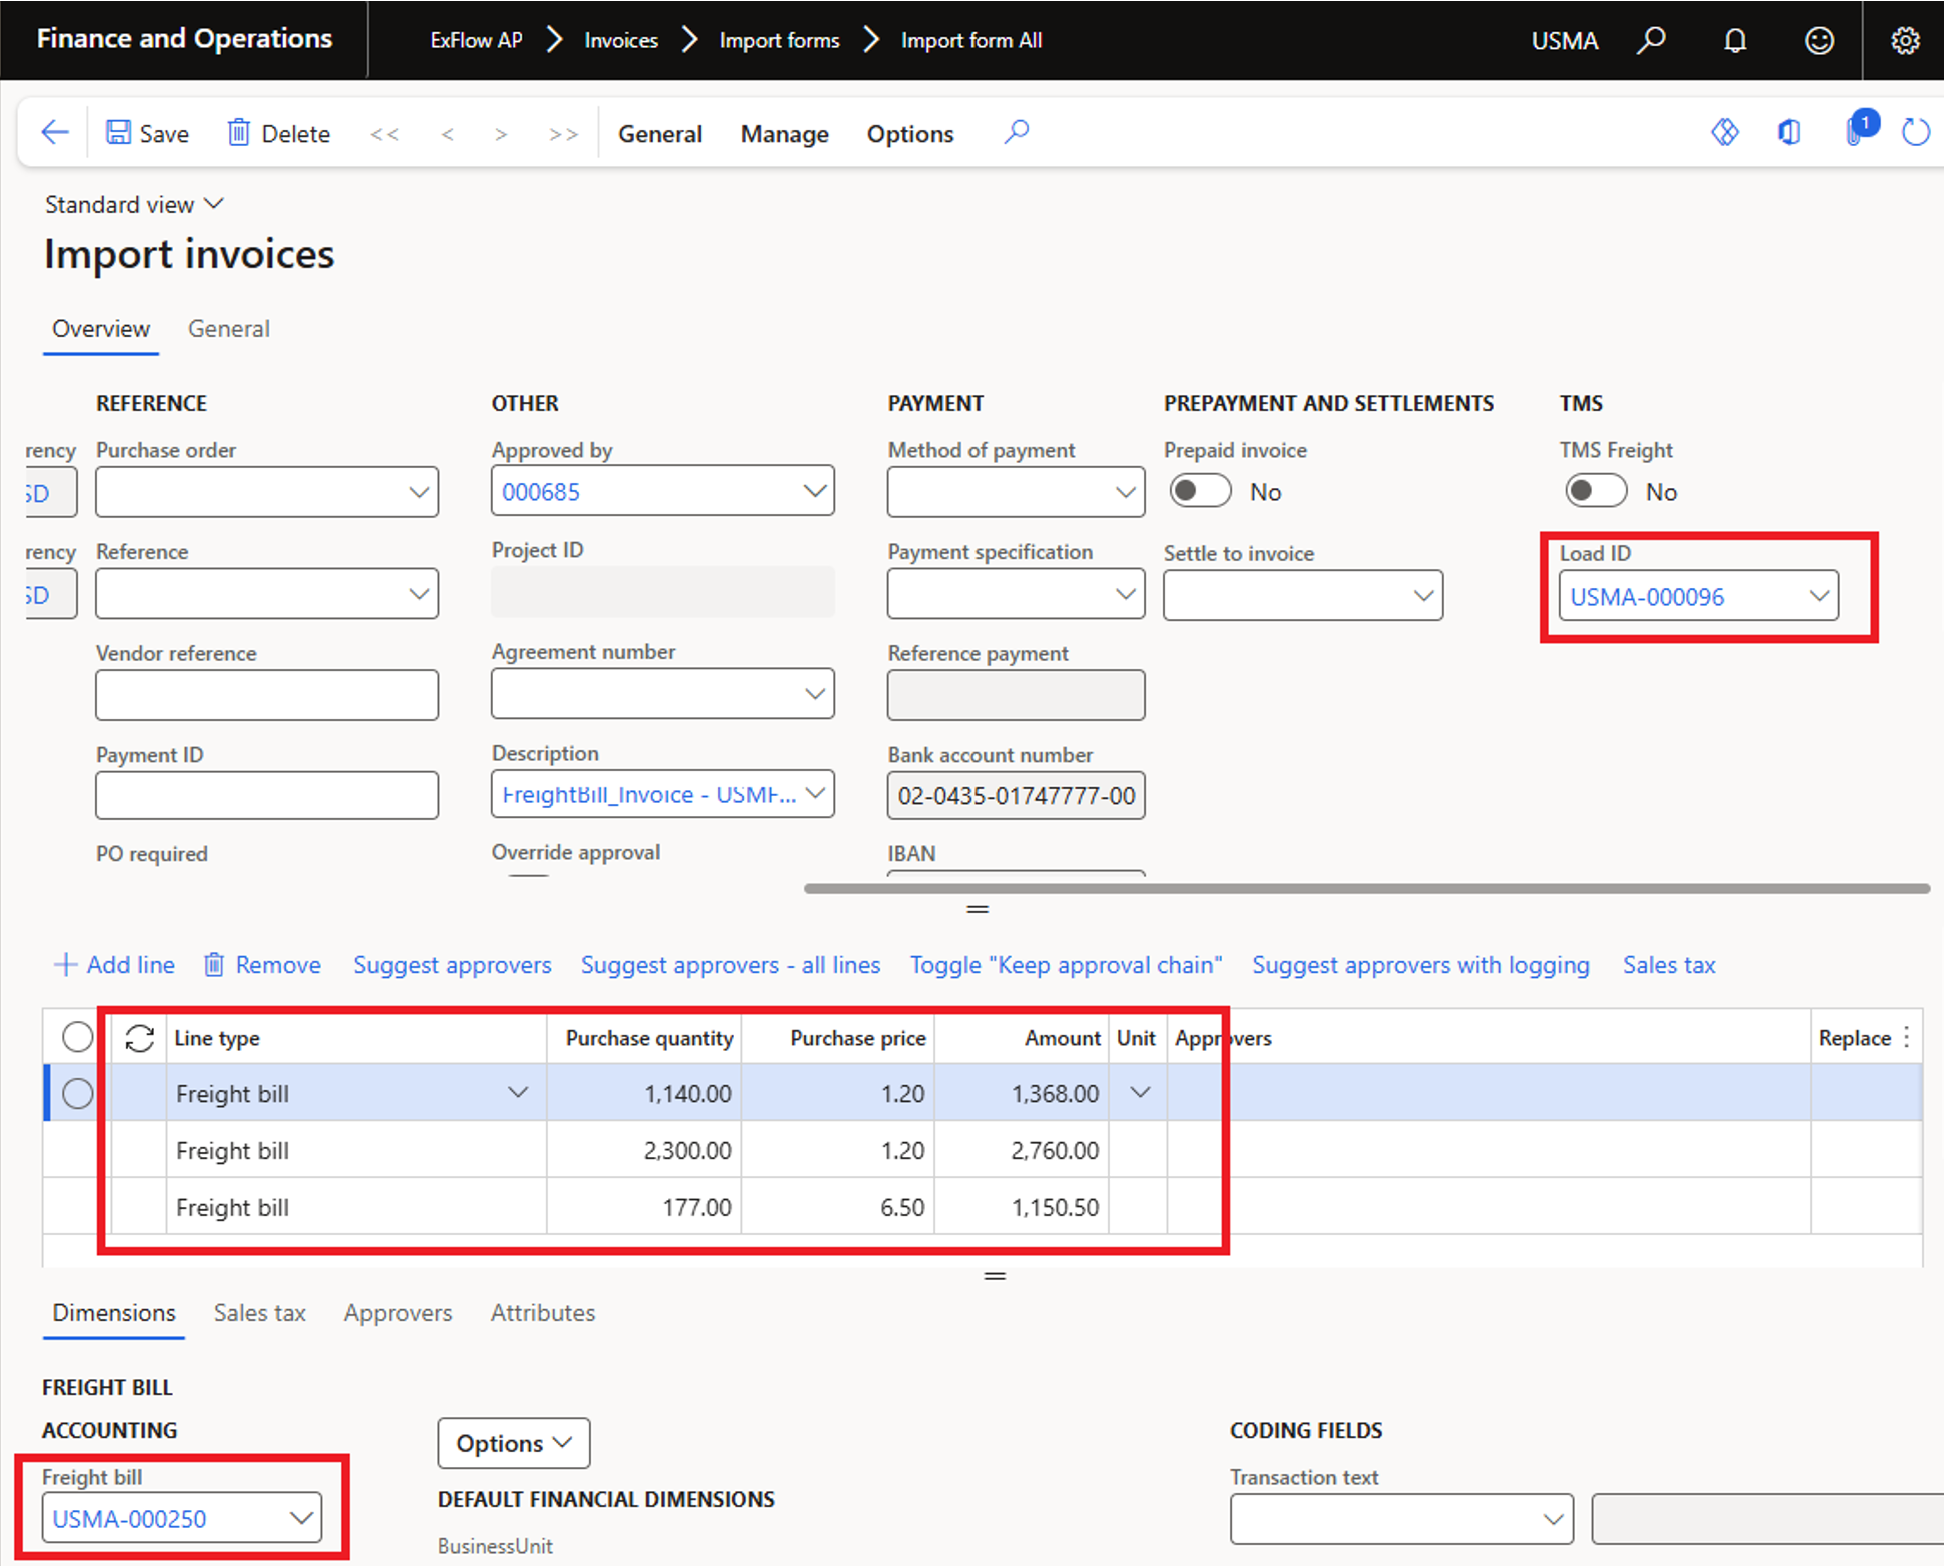 Finance and Operations
ExFlow AP > Invoices > Import forms > Import form All
USMA
Save Delete << < > >> General Manage Options
1
Standard view
Import invoices
Overview General
REFERENCE OTHER PAYMENT PREPAYMENT AND SETTLEMENTS TMS
rency Purchase order Approved by Method of payment Prepaid invoice TMS Freight
SD 000685 No No
rency Reference Project ID Payment specification Settle to invoice Load ID
SD USMA-000096
Vendor reference Agreement number Reference payment
Payment ID Description Bank account number
FreightBill_Invoice - USMF... 02-0435-01747777-00
PO required Override approval IBAN
+ Add line Remove Suggest approvers Suggest approvers - all lines Toggle "Keep approval chain" Suggest approvers with logging Sales tax
Line type Purchase quantity Purchase price Amount Unit Approvers Replace
Freight bill 1,140.00 1.20 1,368.00
Freight bill 2,300.00 1.20 2,760.00
Freight bill 177.00 6.50 1,150.50
Dimensions Sales tax Approvers Attributes
FREIGHT BILL
ACCOUNTING Options CODING FIELDS
Freight bill Transaction text
USMA-000250 DEFAULT FINANCIAL DIMENSIONS
BusinessUnit